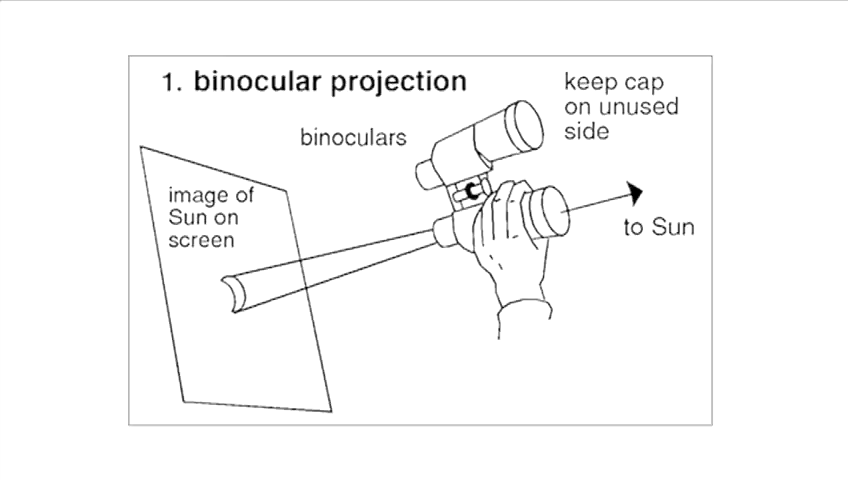 1. binocular projection
keep cap
on unused
side
binoculars
image of
Sun on
screen
to Sun